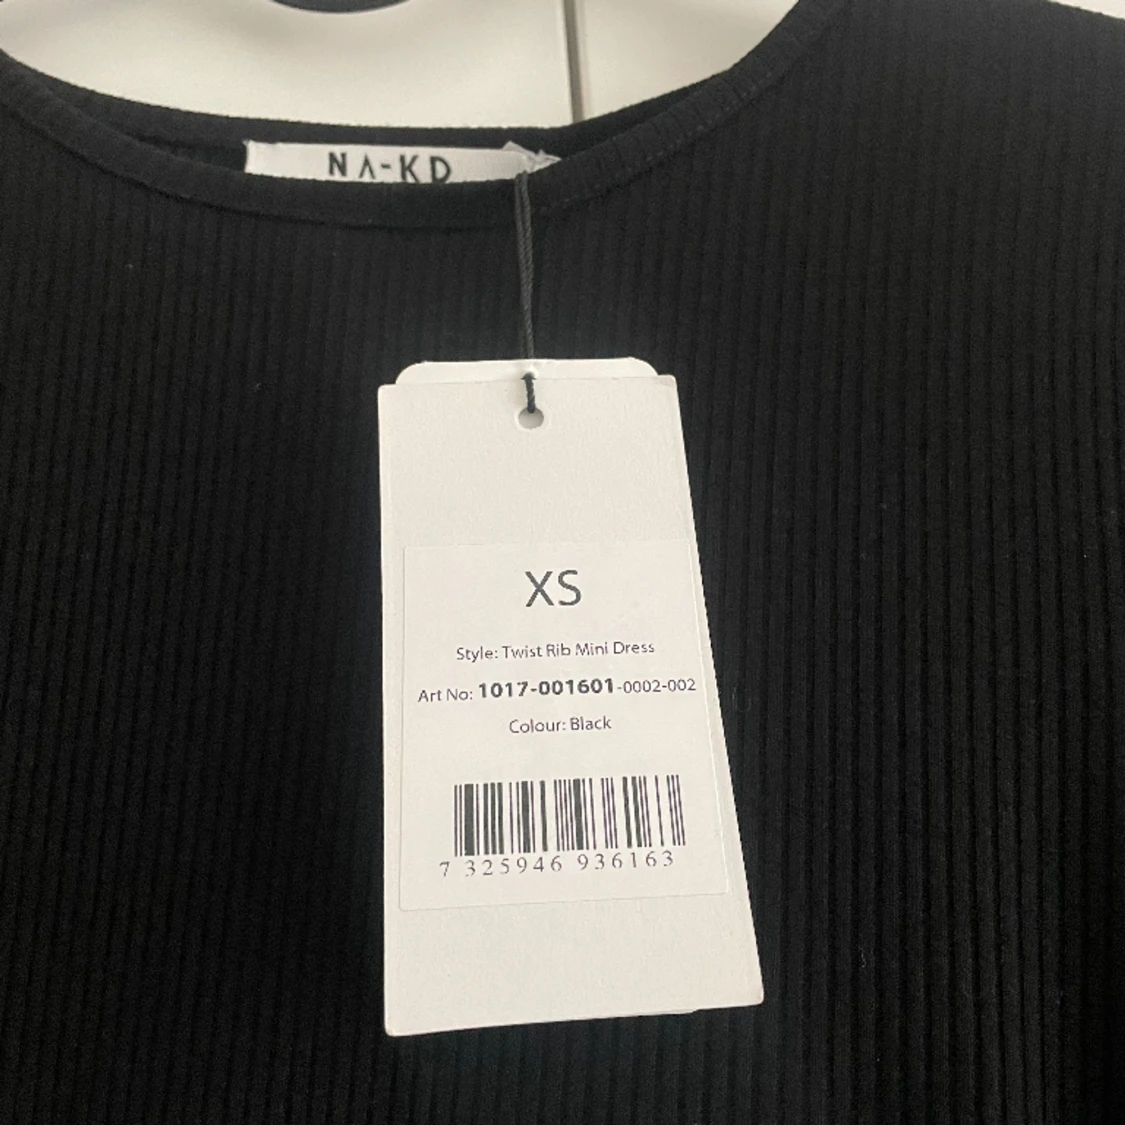 NA-KD
XS
Style: Twist Rib Mini Dress
Art No: 1017-001601-0002-002
Colour: Black
7 325946 936163